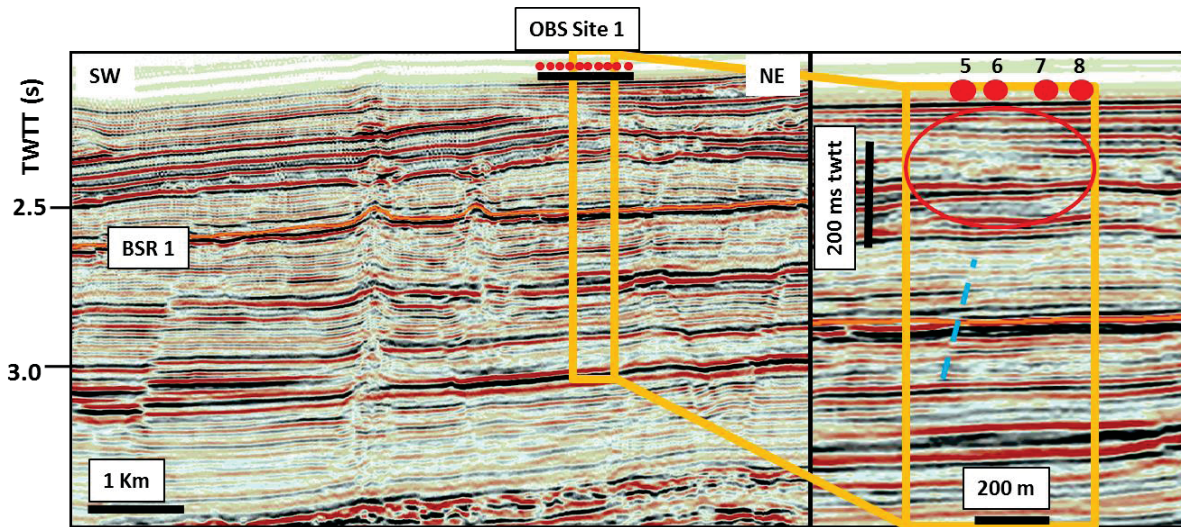 OBS Site 1
SW
NE
5 6 7 8
TWTT (s)
200 ms twtt
2.5
BSR 1
3.0
1 Km
200 m